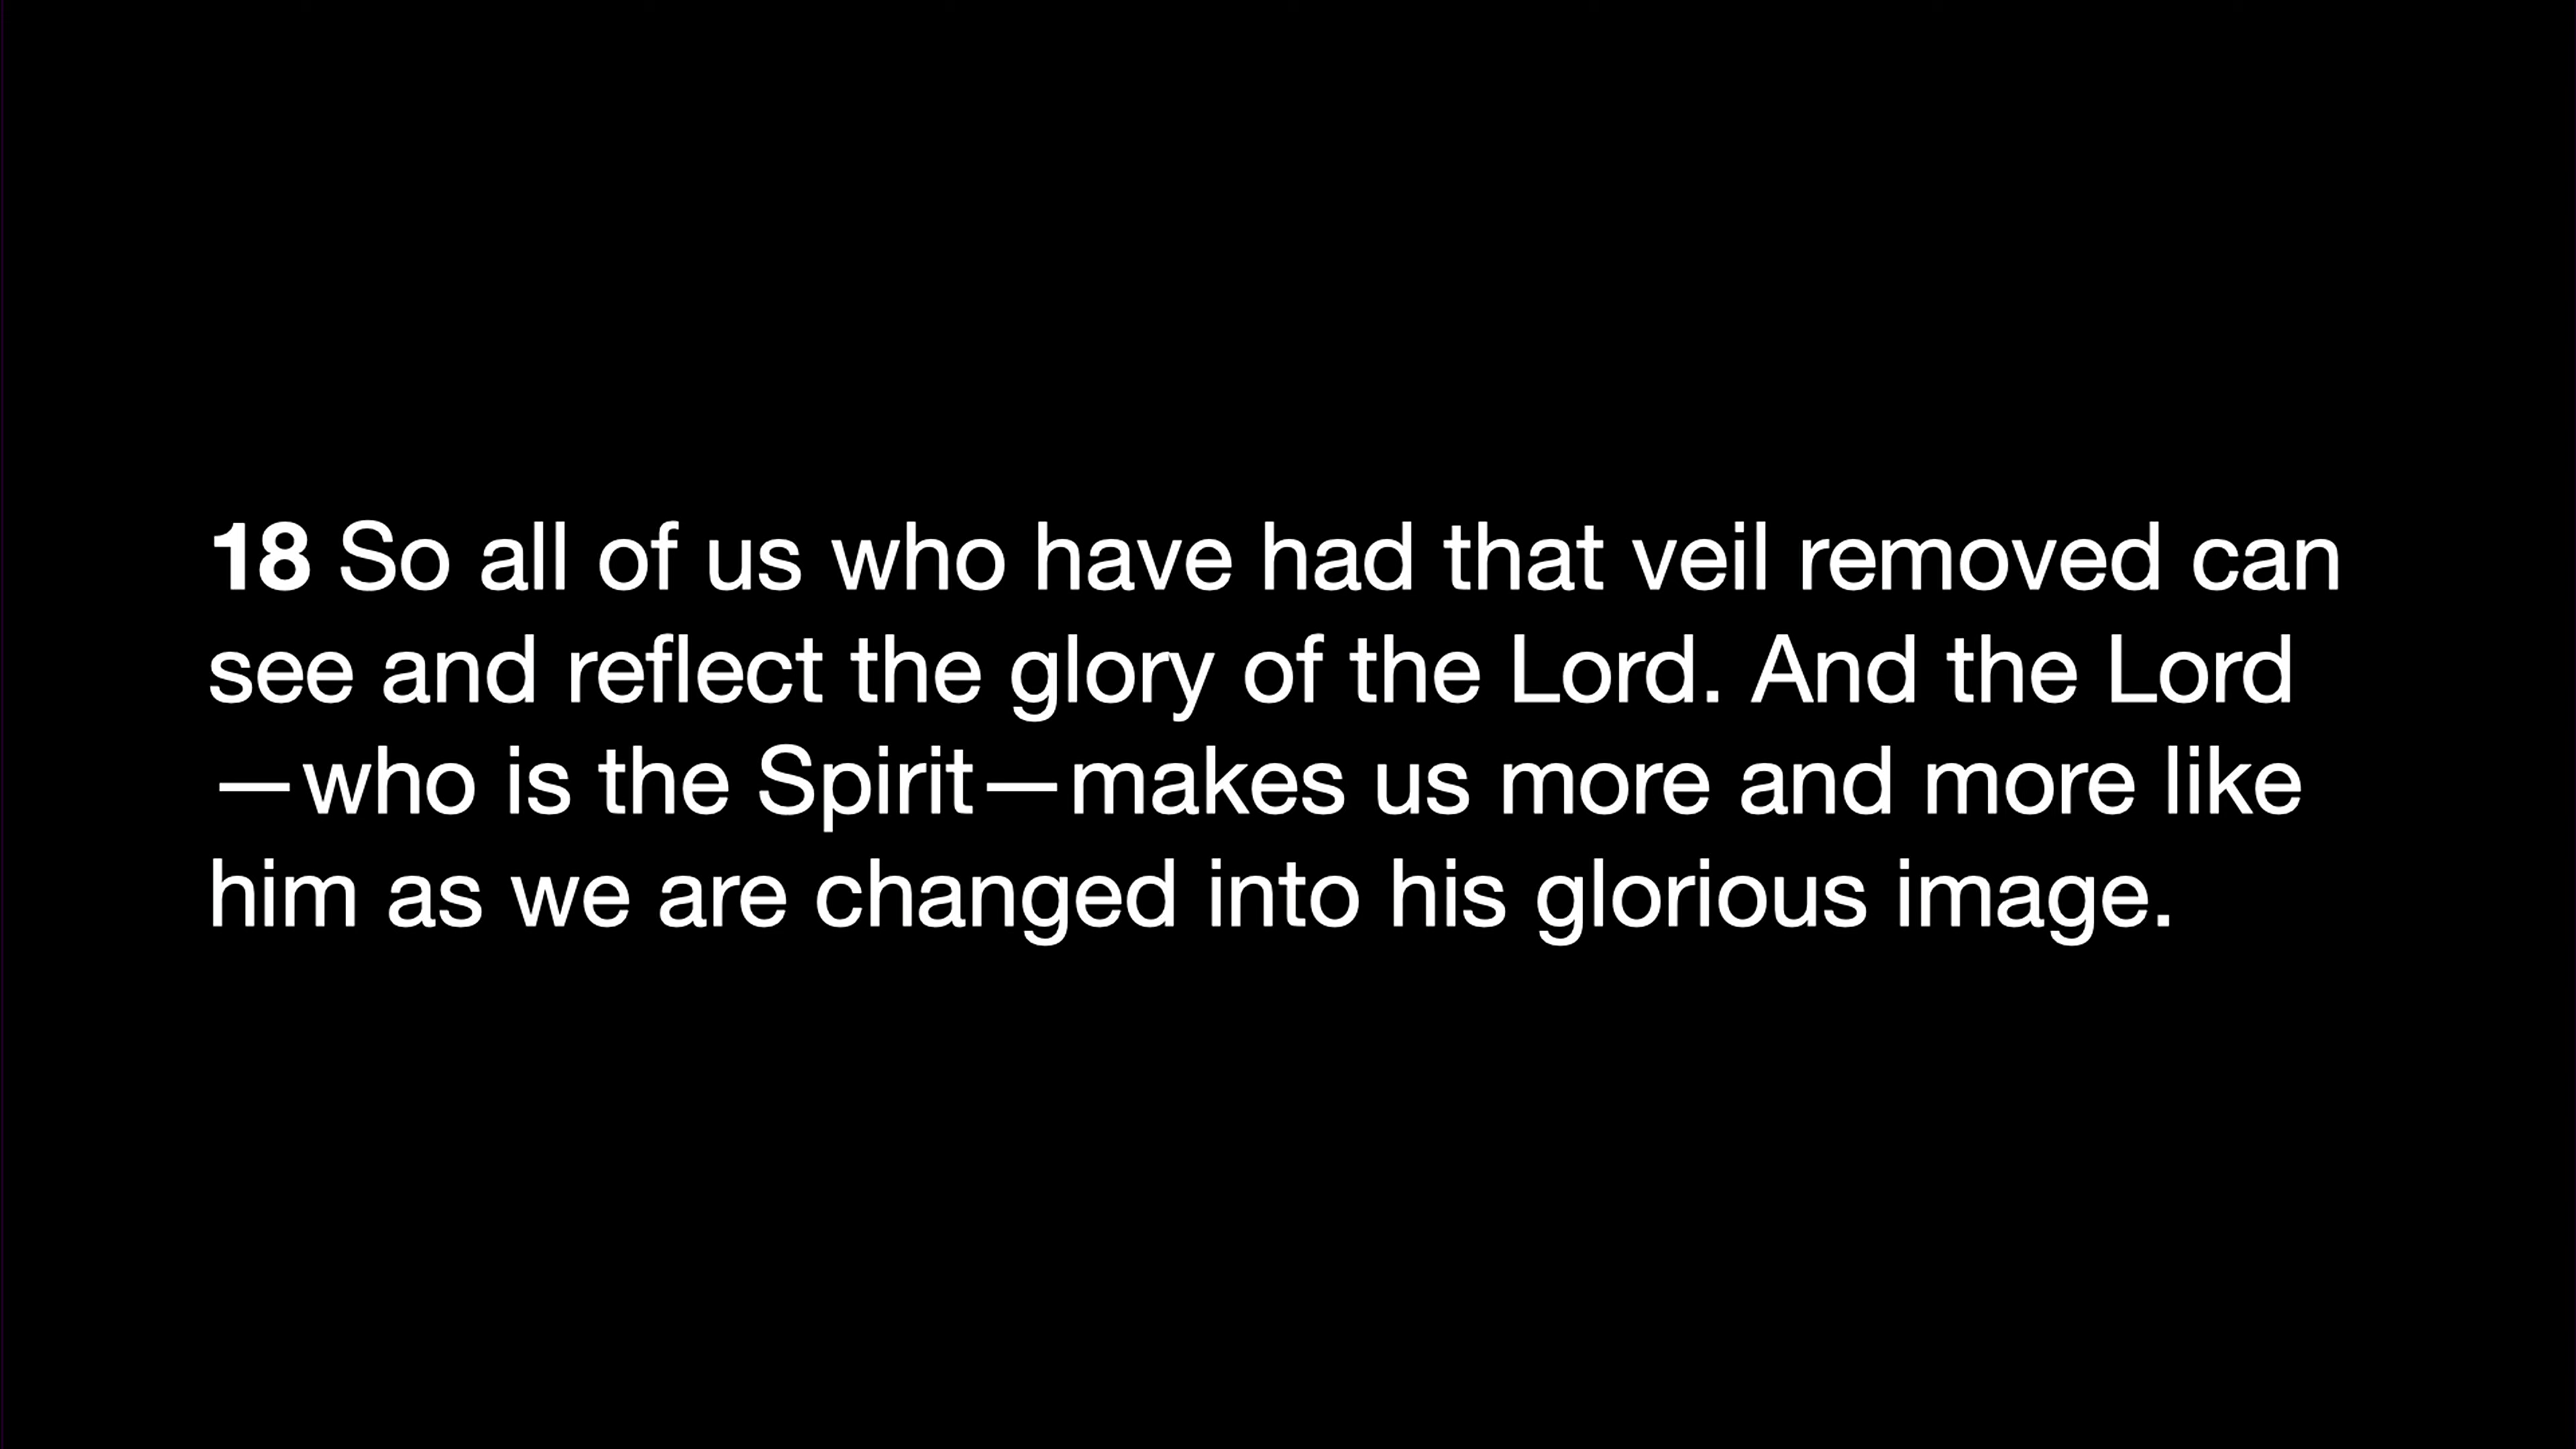 18 So all of us who have had that veil removed can
see and reflect the glory of the Lord. And the Lord
—who is the Spirit—makes us more and more like
him as we are changed into his glorious image.